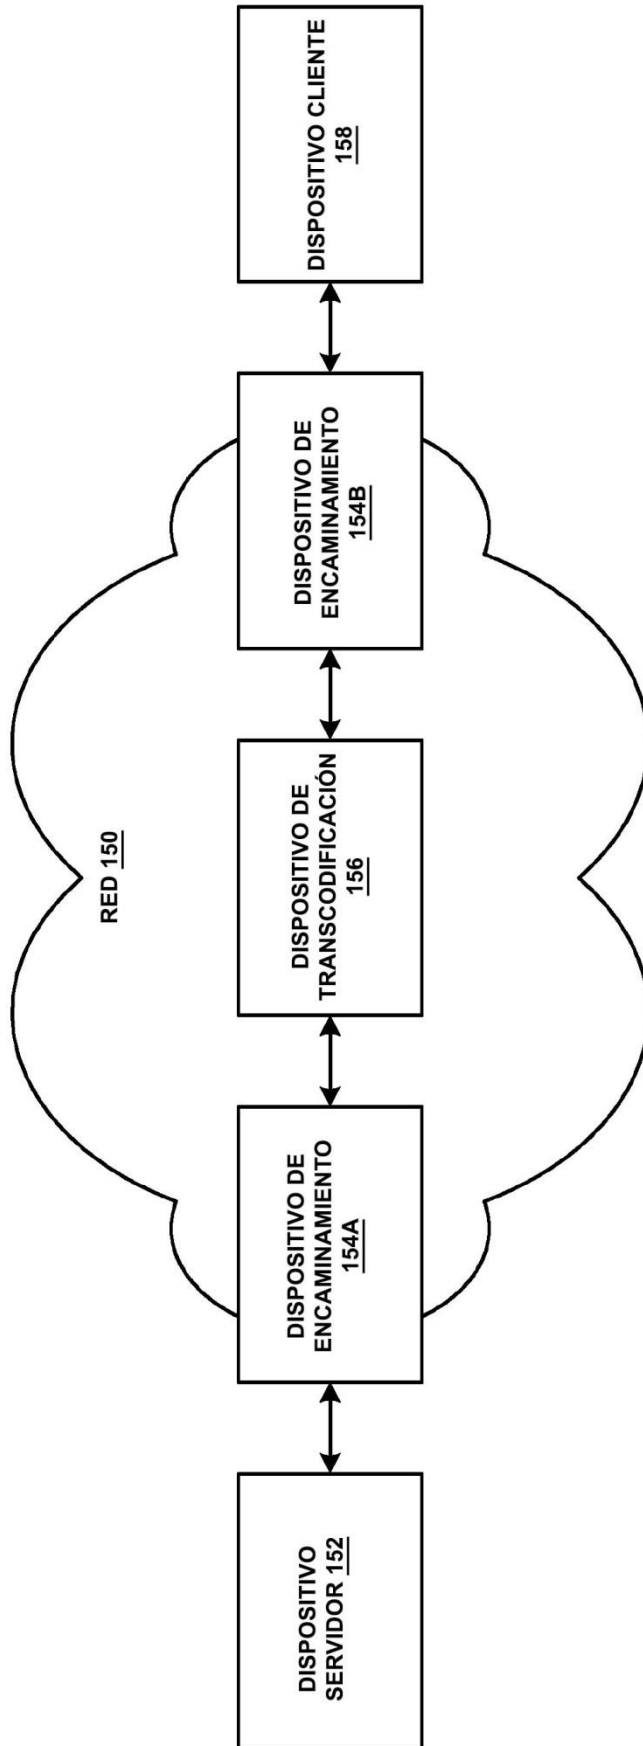 RED 150
DISPOSITIVO
SERVIDOR 152
DISPOSITIVO DE
ENCAMINAMIENTO
154A
DISPOSITIVO DE
TRANSCODIFICACIÓN
156
DISPOSITIVO DE
ENCAMINAMIENTO
154B
DISPOSITIVO CLIENTE
158